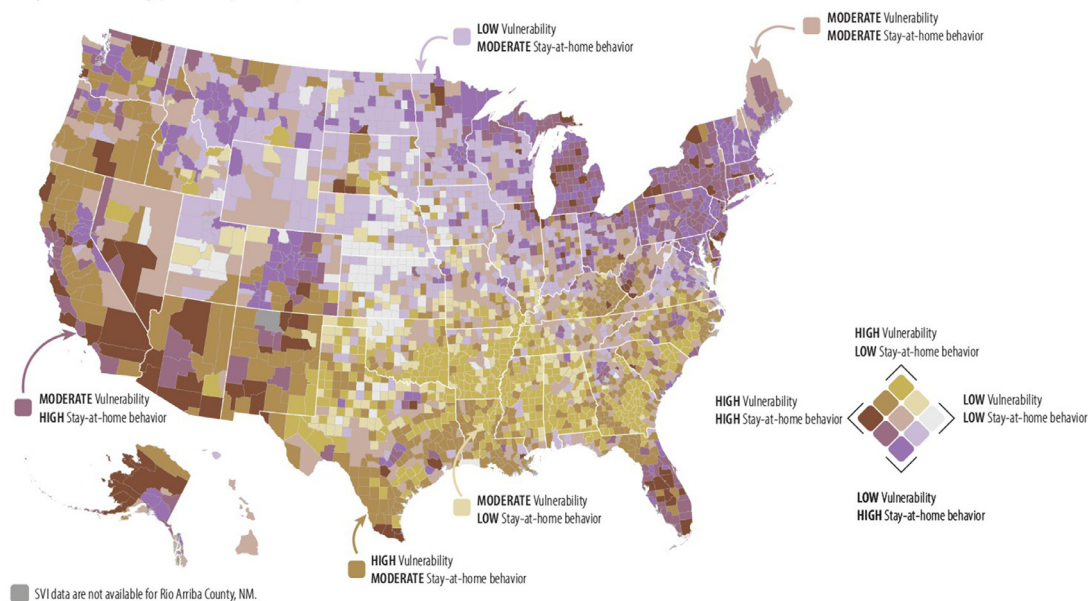 LOW Vulnerability
MODERATE Stay-at-home behavior
MODERATE Vulnerability
MODERATE Stay-at-home behavior
HIGH Vulnerability
LOW Stay-at-home behavior
MODERATE Vulnerability
HIGH Stay-at-home behavior
HIGH Vulnerability
HIGH Stay-at-home behavior
LOW Vulnerability
LOW Stay-at-home behavior
LOW Vulnerability
HIGH Stay-at-home behavior
MODERATE Vulnerability
LOW Stay-at-home behavior
HIGH Vulnerability
MODERATE Stay-at-home behavior
SVI data are not available for Rio Arriba County, NM.